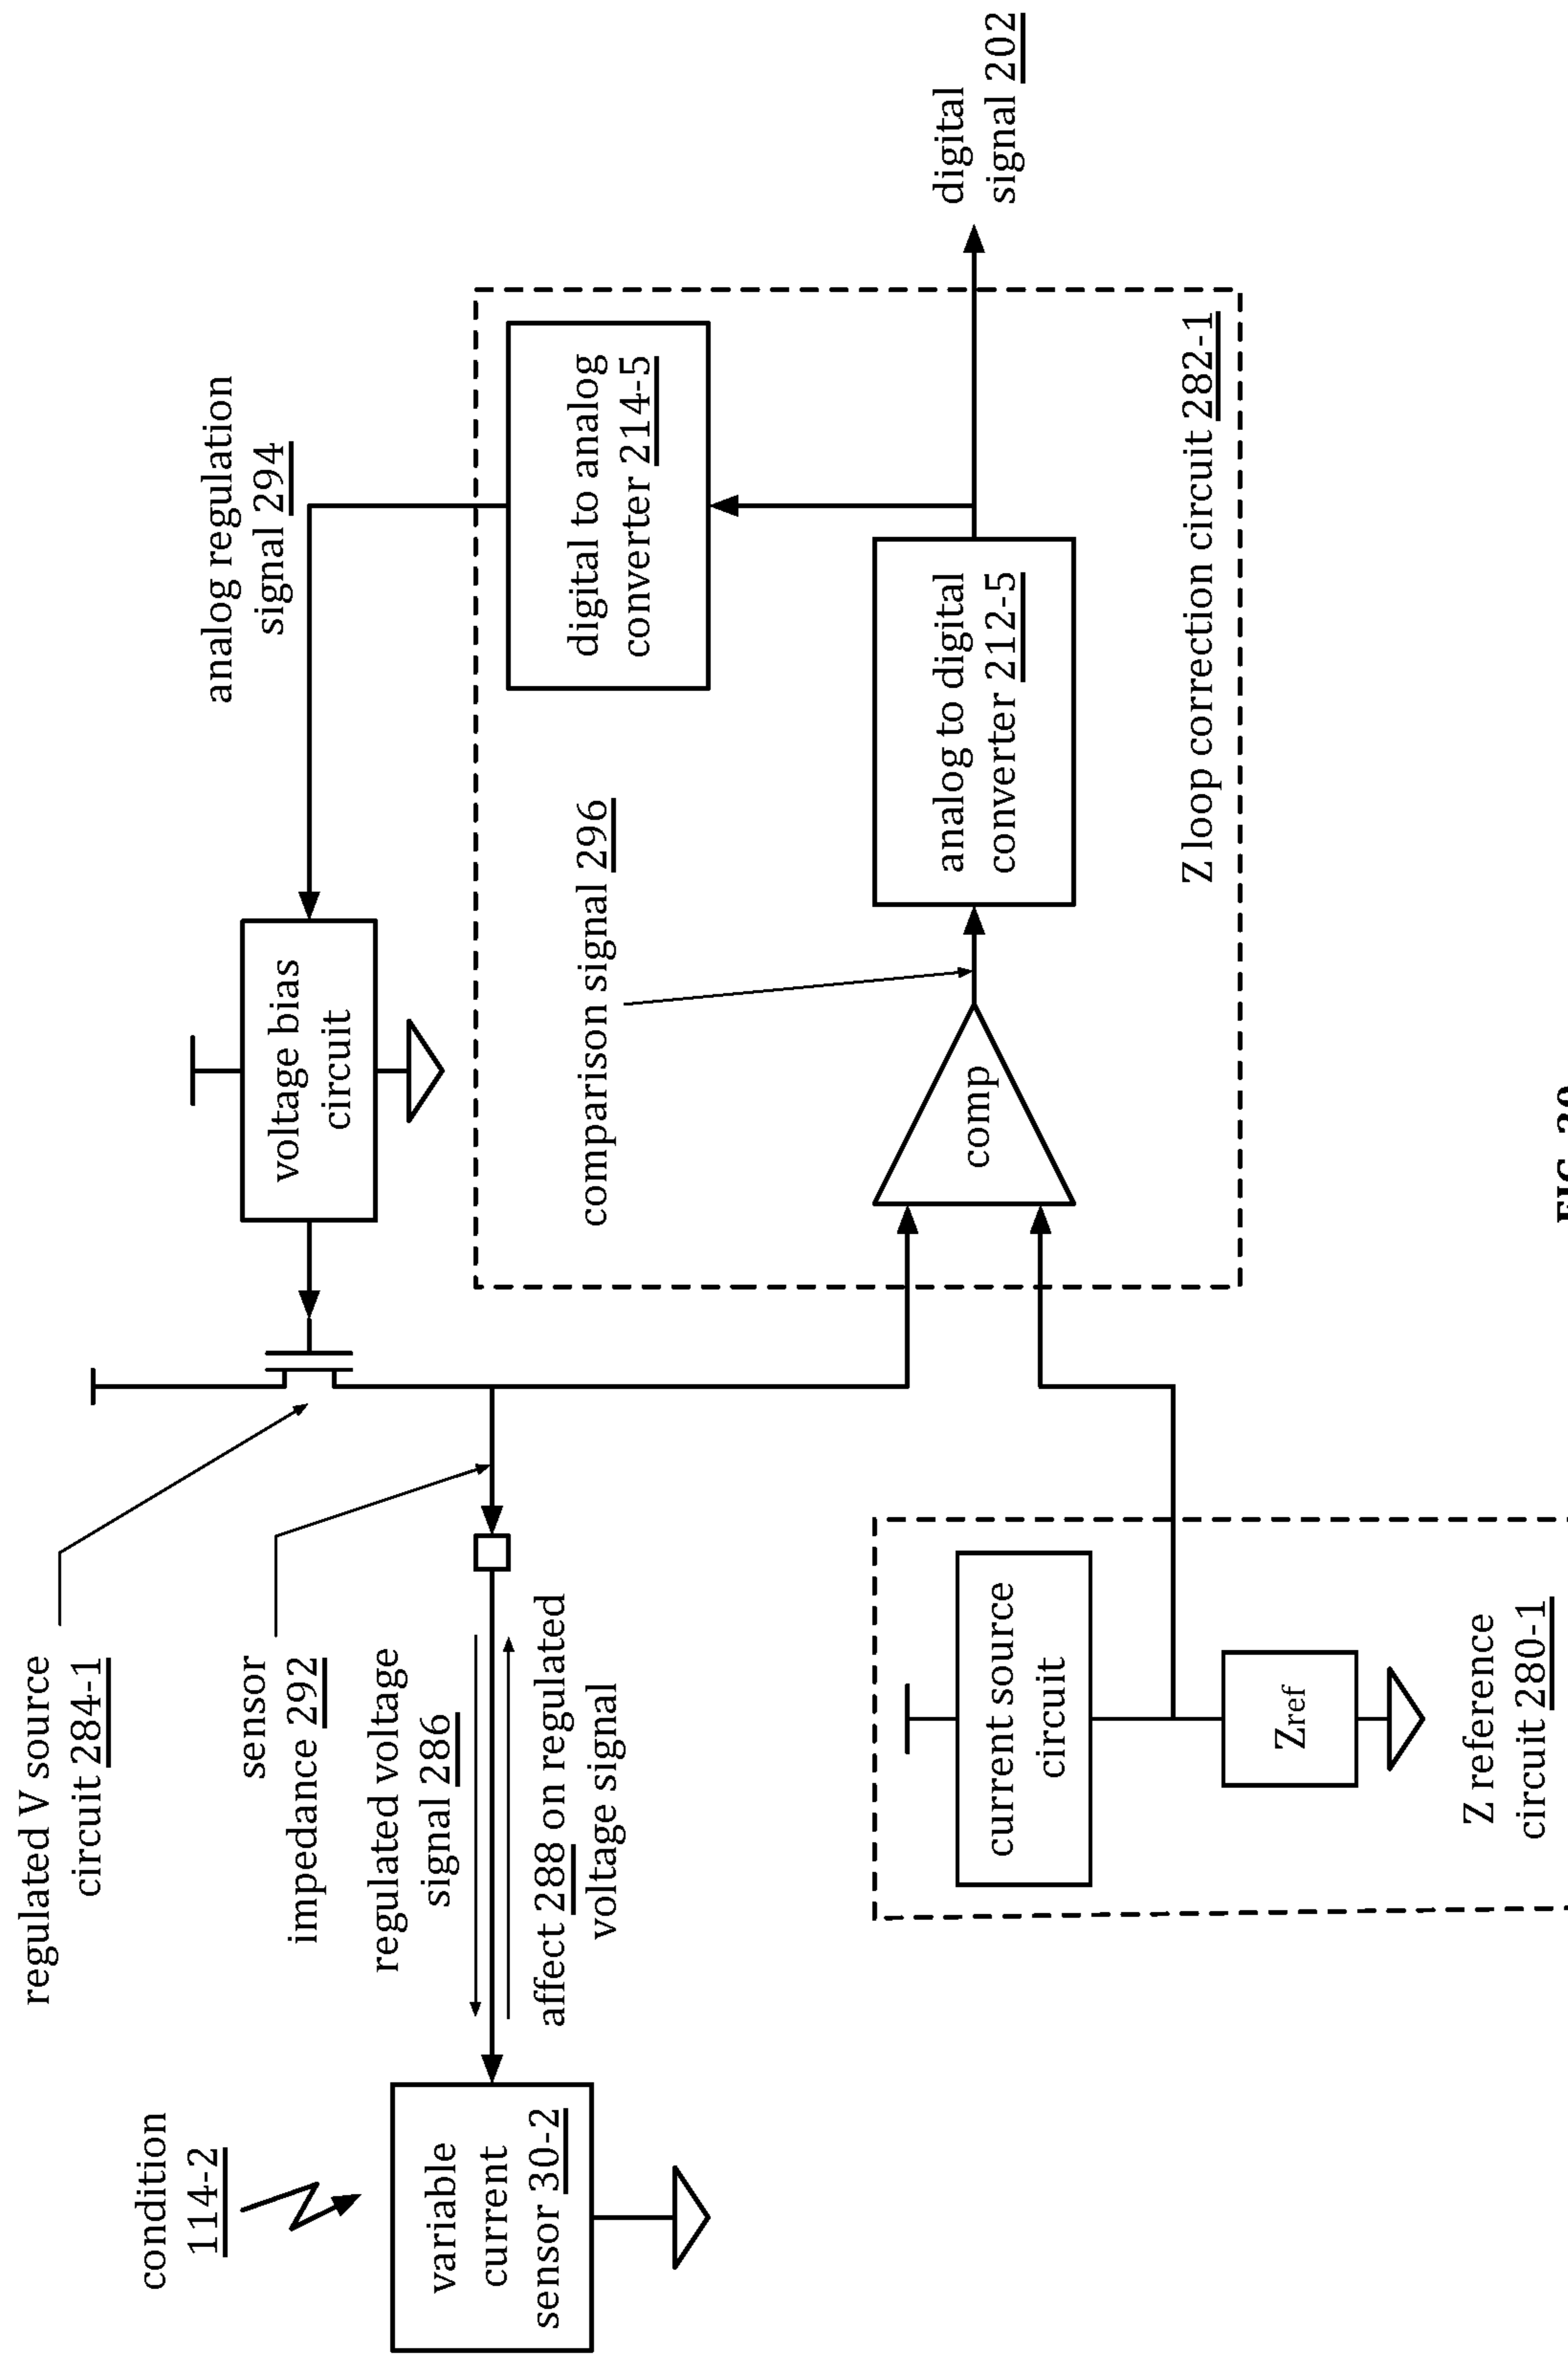 regulated V source
circuit 284-1
condition
114-2
sensor
impedance 292
regulated voltage
signal 286
affect 288 on regulated
voltage signal
variable
current
sensor 30-2
voltage bias
circuit
analog regulation
signal 294
digital to analog
converter 214-5
comparison signal 296
comp
analog to digital
converter 212-5
digital
signal 202
Z loop correction circuit 282-1
current source
circuit
Zref
Z reference
circuit 280-1